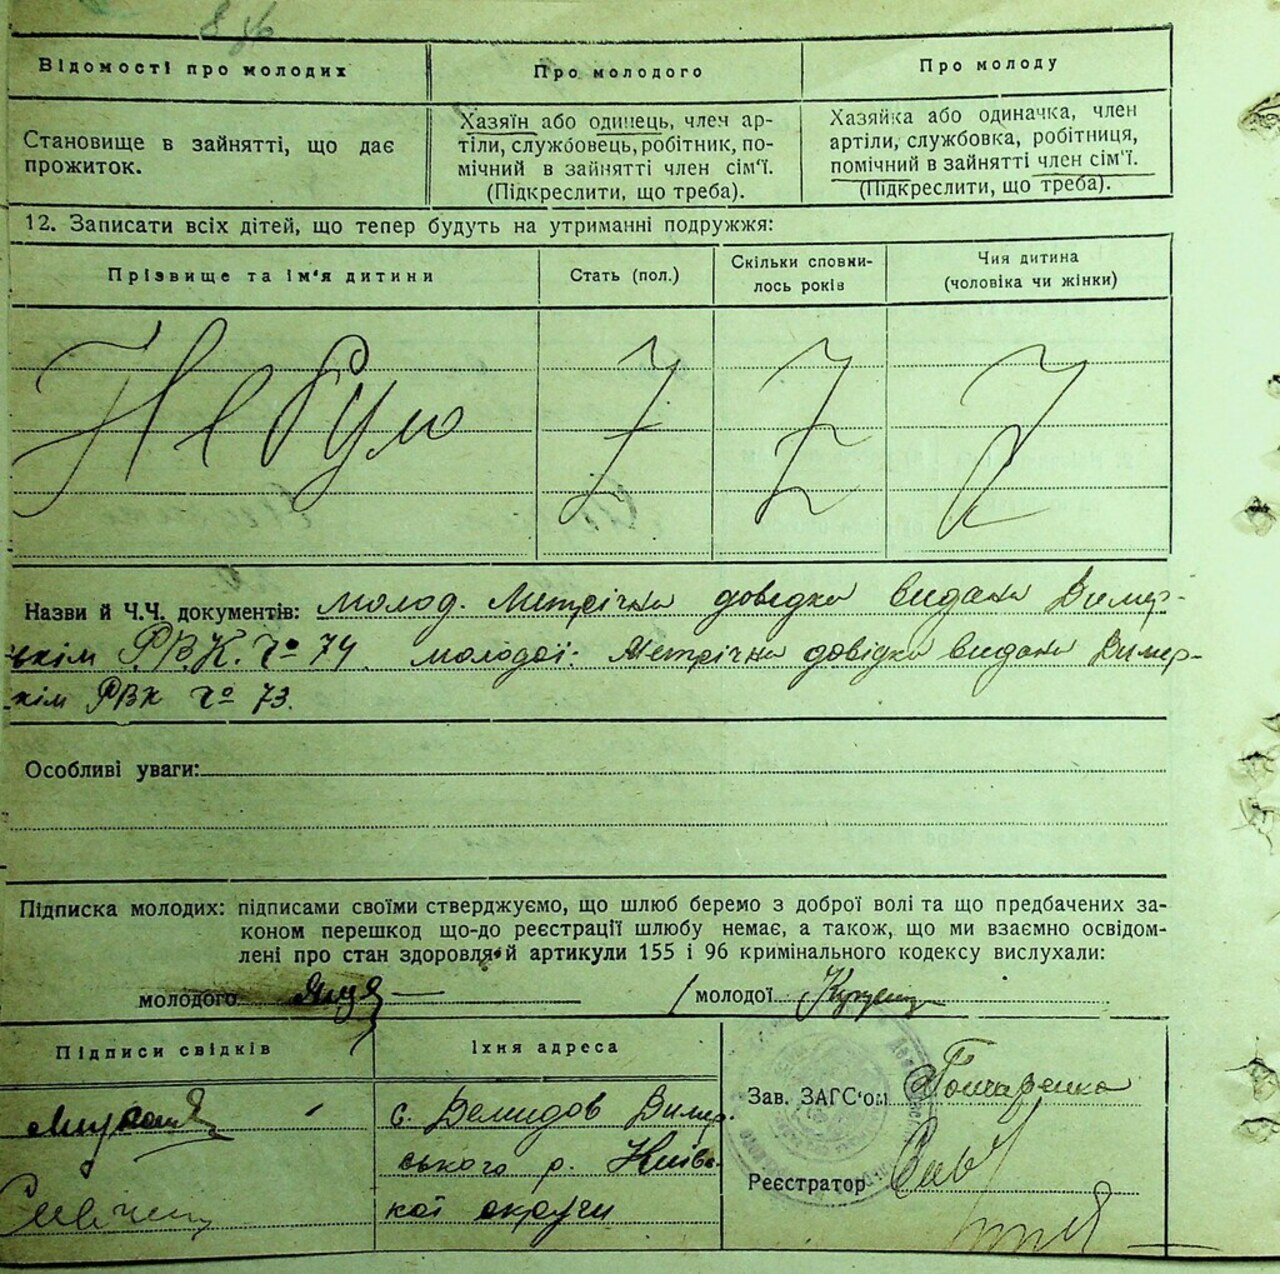 Відомості про молодих
Про молодого
Про молоду
Становище в зайнятті, що дає
прожиток.
Хазяїн або одинець, член ар-
тіли, службовець, робітник, по-
мічний в зайнятті член сім'ї.
(Підкреслити, що треба).
Хазяйка або одиначка, член
артіли, службовка, робітниця,
помічний в зайнятті член сім'ї.
(Підкреслити, що треба).
12. Записати всіх дітей, що тепер будуть на утриманні подружжя:
Прізвище та ім'я дитини
Стать (пол.)
Скільки сповни-
лось років
Чия дитина
(чоловіка чи жінки)
Не було
Назви й Ч.Ч. документів: молод. Метрічна довідка видана Димер-
ськім Р.В.К. Чо 74 молодої: Метрічна довідка видана Димер-
кім РВК Чо 73.
Особливі уваги:
Підписка молодих: підписами своїми стверджуємо, що шлюб беремо з доброї волі та що предбачених за-
коном перешкод що-до реєстрації шлюбу немає, а також, що ми взаємно освідом-
лені про стан здоровля й артикули 155 і 96 кримінального кодексу вислухали:
молодого
молодої
Підписи свідків
Їхня адреса
с. Демидов Димер-
ського р. Київс-
кої округи
Зав. ЗАГС'ом Гончаренко
Реєстратор